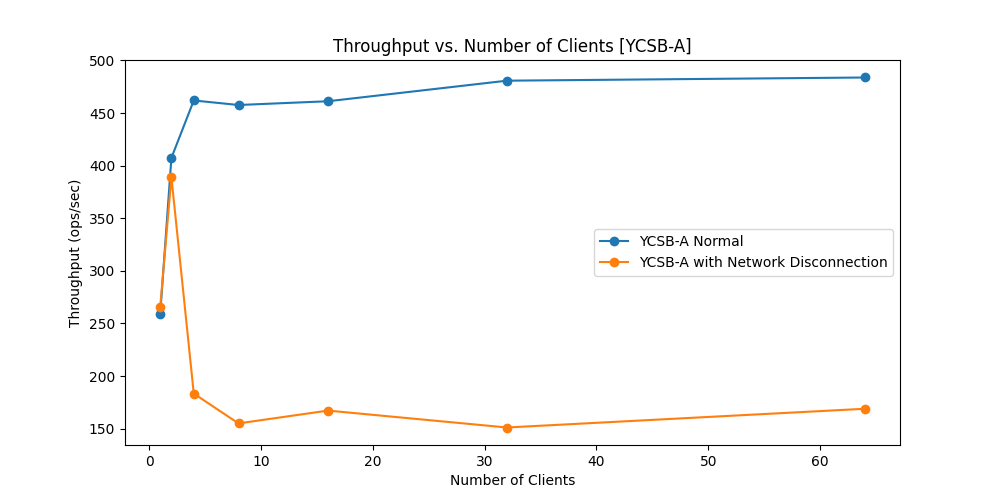 Throughput vs. Number of Clients [YCSB-A]
500
450
400
350
300
250
200
150
Throughput (ops/sec)
YCSB-A Normal
YCSB-A with Network Disconnection
0 10 20 30 40 50 60
Number of Clients